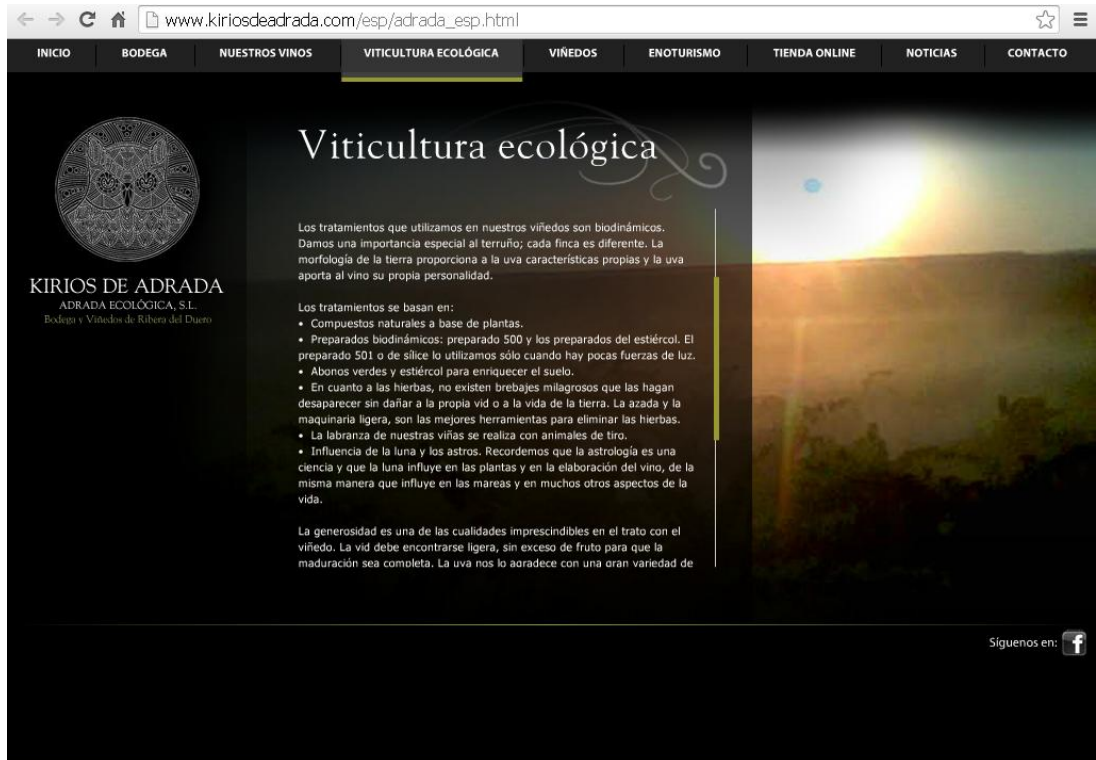 www.kiriosdeadrada.com/esp/adrada_esp.html
INICIO BODEGA NUESTROS VINOS VITICULTURA ECOLÓGICA VIÑEDOS ENOTURISMO TIENDA ONLINE NOTICIAS CONTACTO
Viticultura ecológica
KIRIOS DE ADRADA
ADRADA ECOLÓGICA, S.L.
Bodega y Viñedos de Ribera del Duero
Los tratamientos que utilizamos en nuestros viñedos son biodinámicos.
Damos una importancia especial al terruño; cada finca es diferente. La
morfología de la tierra proporciona a la uva características propias y la uva
aporta al vino su propia personalidad.
Los tratamientos se basan en:
• Compuestos naturales a base de plantas.
• Preparados biodinámicos: preparado 500 y los preparados del estiércol. El
preparado 501 o de sílice lo utilizamos sólo cuando hay pocas fuerzas de luz.
• Abonos verdes y estiércol para enriquecer el suelo.
• En cuanto a las hierbas, no existen brebajes milagrosos que las hagan
desaparecer sin dañar a la propia vid o a la vida de la tierra. La azada y la
maquinaria ligera, son las mejores herramientas para eliminar las hierbas.
• La labranza de nuestras viñas se realiza con animales de tiro.
• Influencia de la luna y los astros. Recordemos que la astrología es una
ciencia y que la luna influye en las plantas y en la elaboración del vino, de la
misma manera que influye en las mareas y en muchos otros aspectos de la
vida.
La generosidad es una de las cualidades imprescindibles en el trato con el
viñedo. La vid debe encontrarse ligera, sin exceso de fruto para que la
maduración sea completa. La uva nos lo agradece con una gran variedad de
Síguenos en: